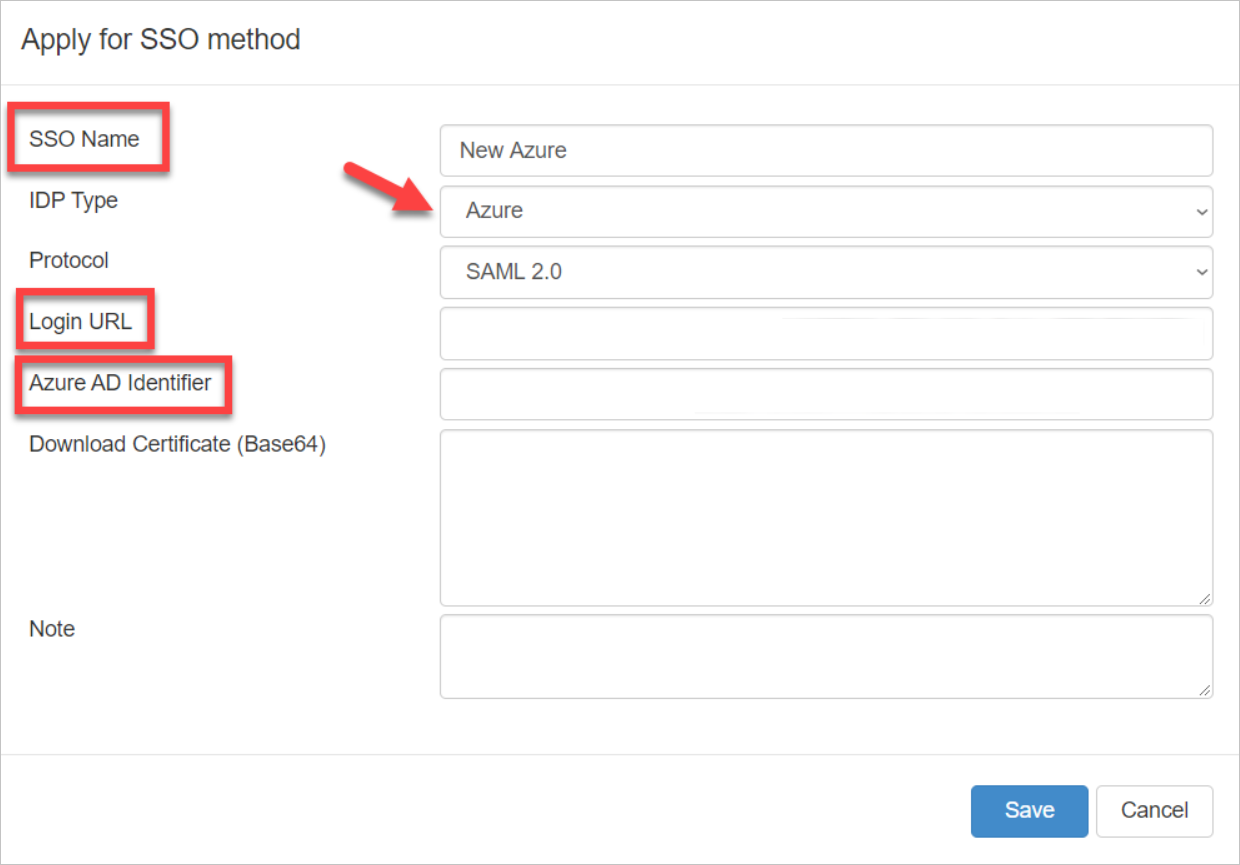 Apply for SSO method
SSO Name
New Azure
IDP Type
Azure
Protocol
SAML 2.0
Login URL
Azure AD Identifier
Download Certificate (Base64)
Note
Save
Cancel